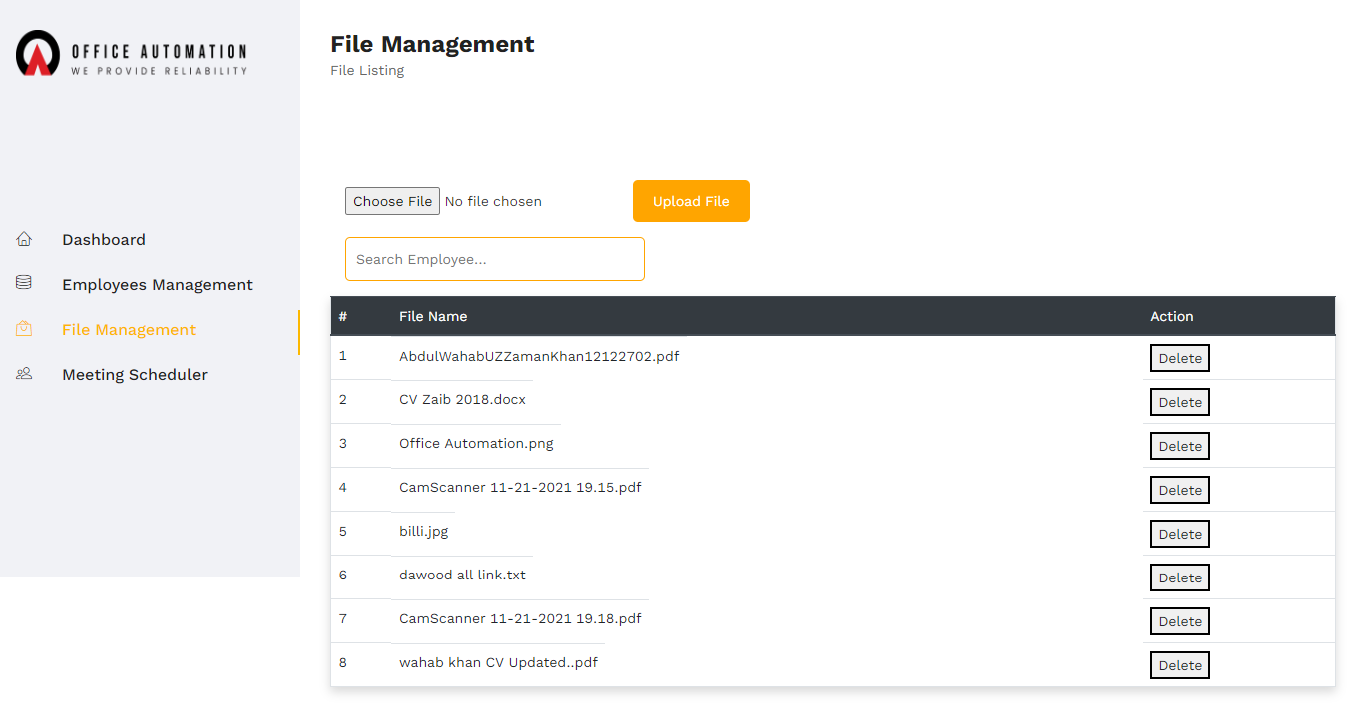 OFFICE AUTOMATION
WE PROVIDE RELIABILITY
Dashboard
Employees Management
File Management
Meeting Scheduler
File Management
File Listing
Choose File No file chosen Upload File
Search Employee...
# File Name Action
1 AbdulWahabUZZamanKhan12122702.pdf Delete
2 CV Zaib 2018.docx Delete
3 Office Automation.png Delete
4 CamScanner 11-21-2021 19.15.pdf Delete
5 billi.jpg Delete
6 dawood all link.txt Delete
7 CamScanner 11-21-2021 19.18.pdf Delete
8 wahab khan CV Updated..pdf Delete